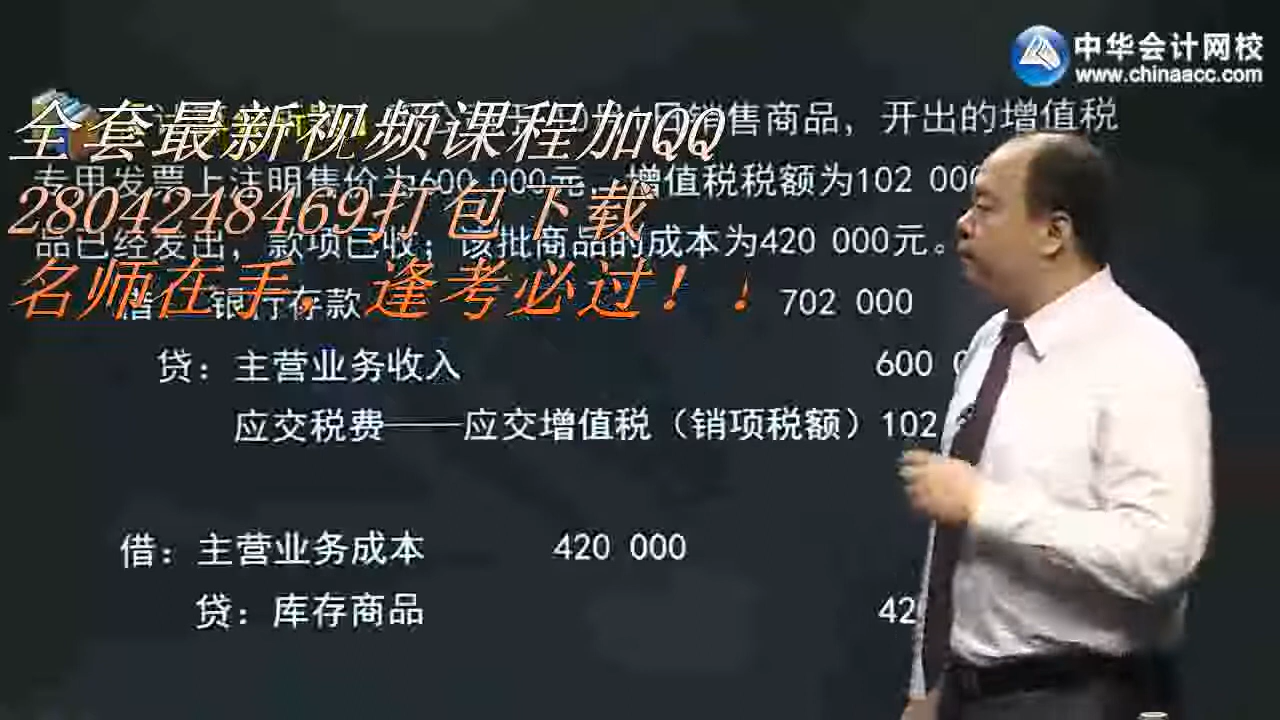 中华会计网校
www.chinaacc.com
全套最新视频课程加QQ
2804248469打包下载
名师在手，逢考必过！！
销售商品，开出的增值税
专用发票上注明售价为600 000元，增值税税额为102 000
品已经发出，款项已收；该批商品的成本为420 000元。
借：银行存款 702 000
贷：主营业务收入 600
应交税费——应交增值税（销项税额）102
借：主营业务成本 420 000
贷：库存商品 42